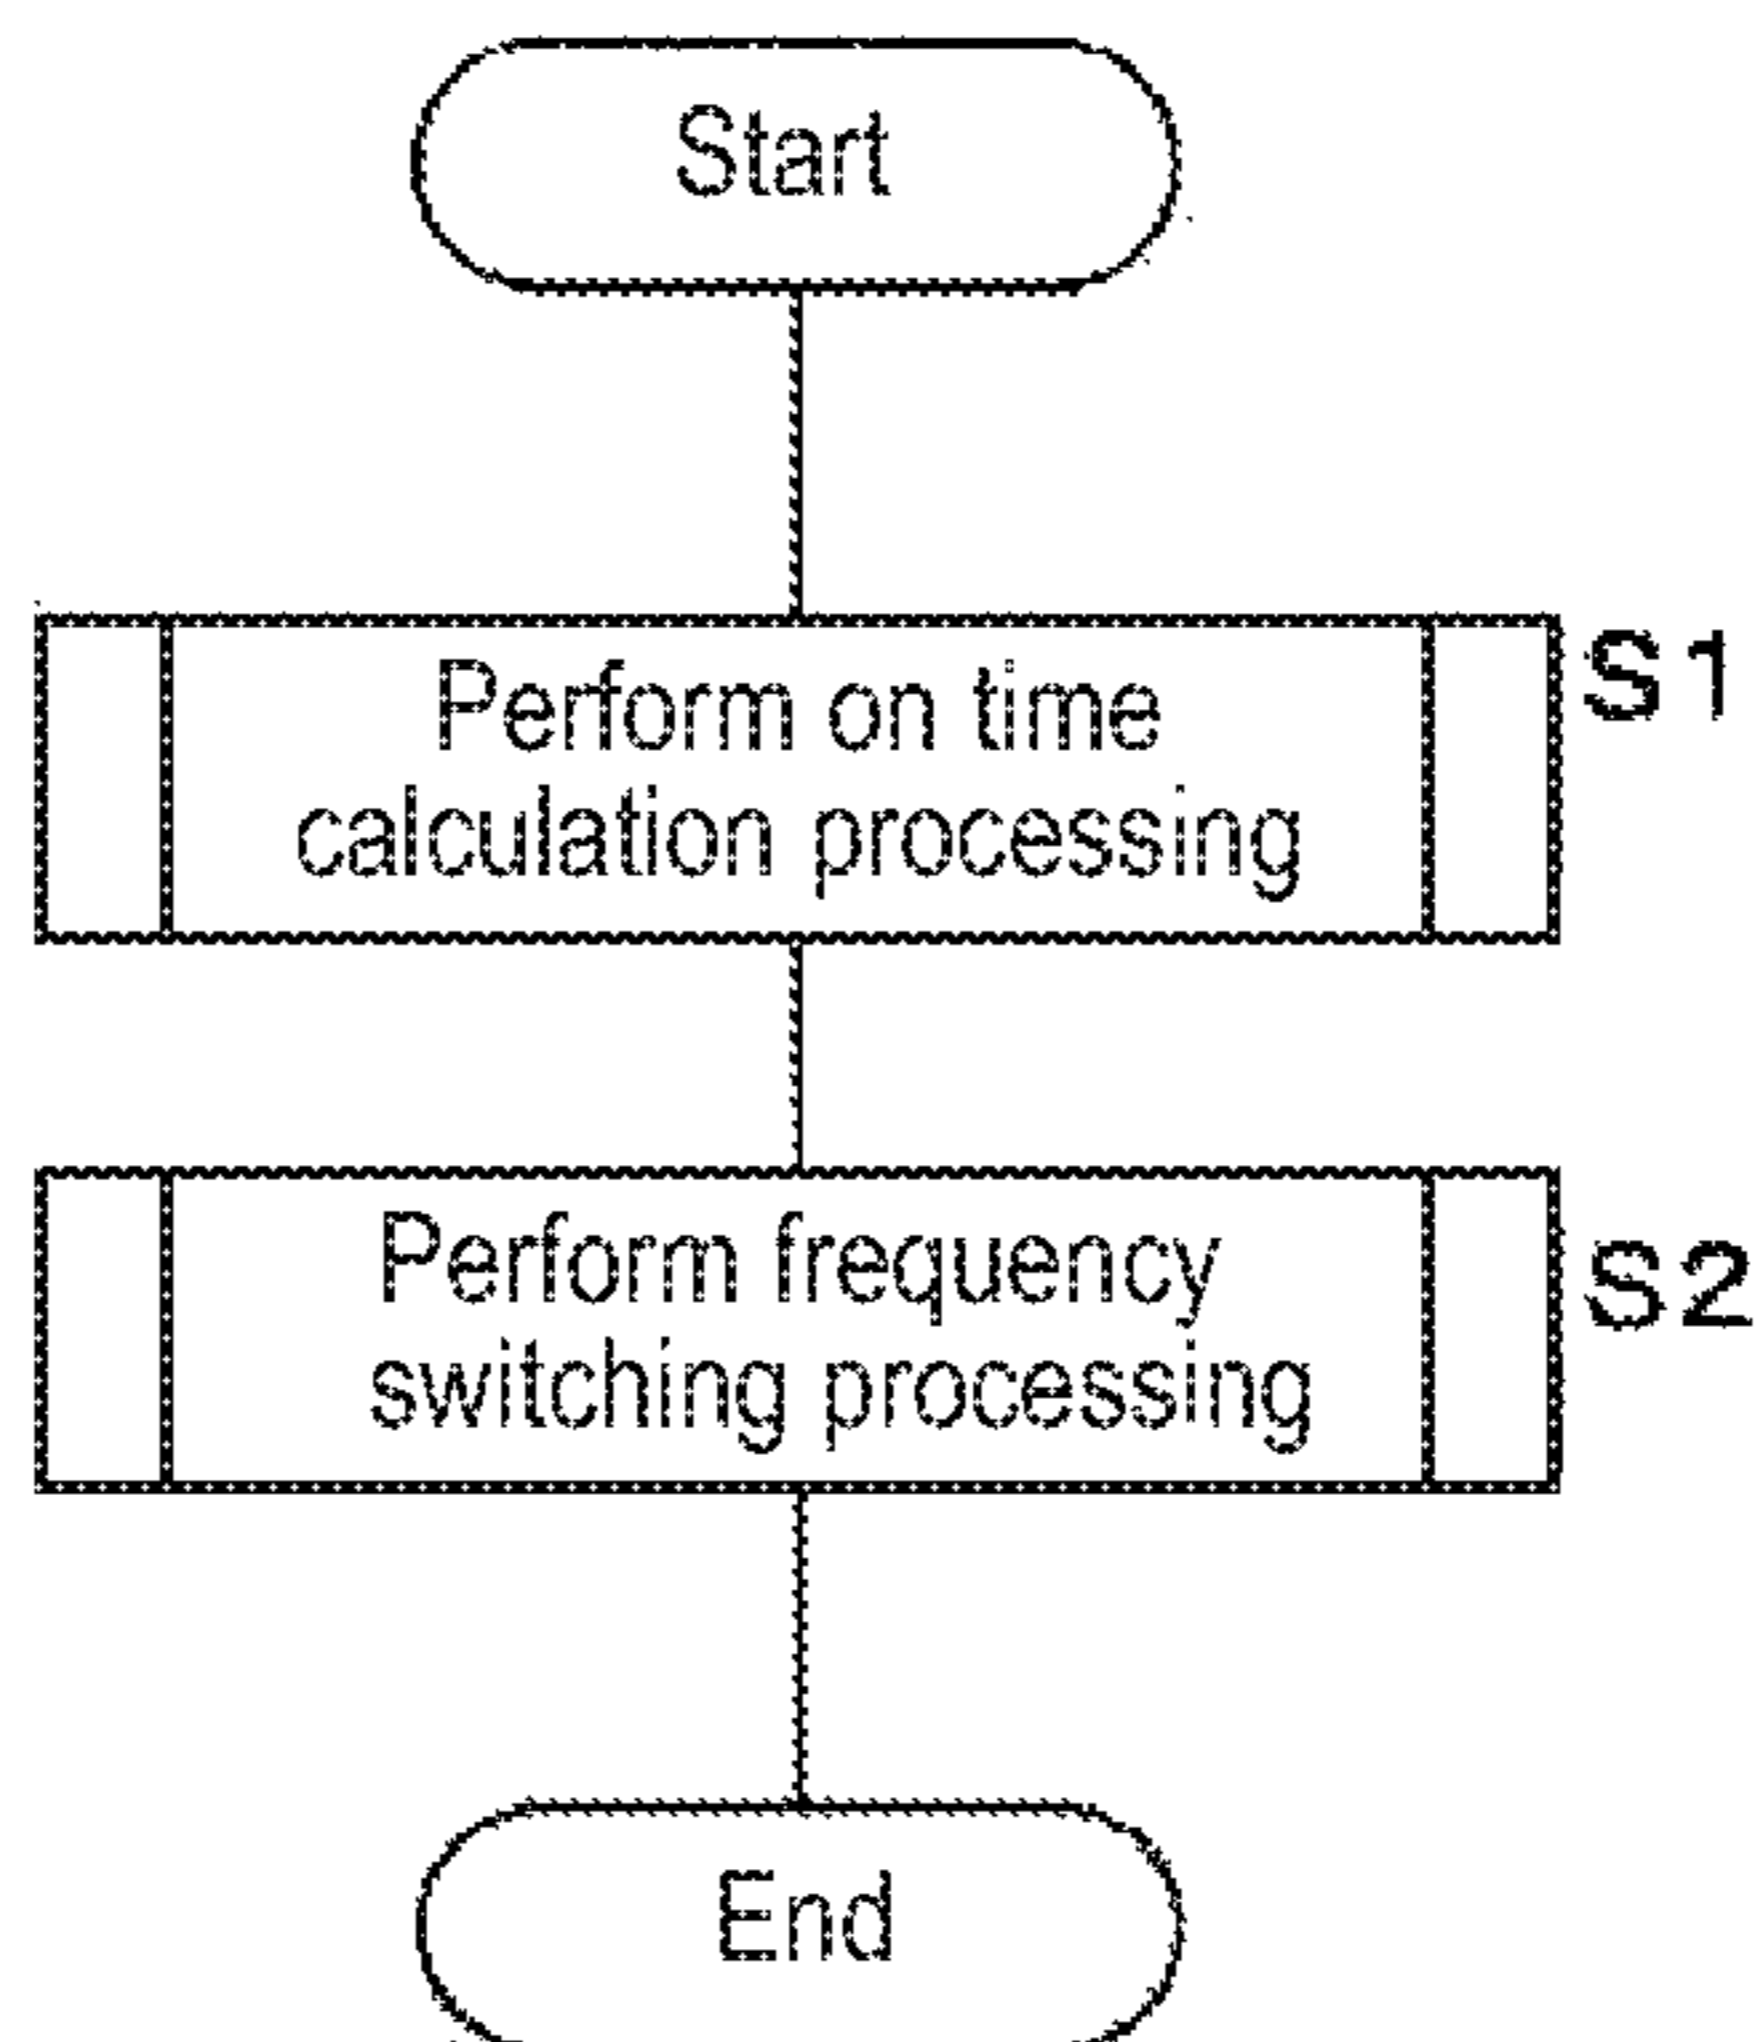 Start
S1
Perform on time
calculation processing
S2
Perform frequency
switching processing
End